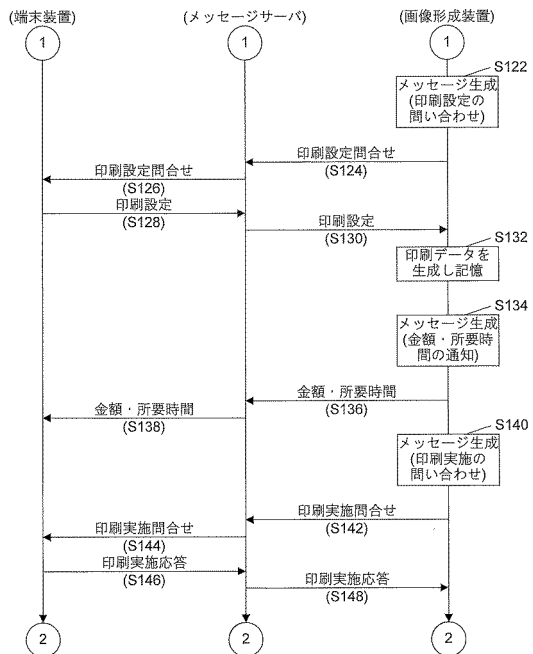 (端末装置)
(メッセージサーバ)
(画像形成装置)
1
1
1
S122
メッセージ生成
(印刷設定の
問い合わせ)
印刷設定問合せ
(S124)
印刷設定問合せ
(S126)
印刷設定
(S128)
印刷設定
(S130)
S132
印刷データを
生成し記憶
S134
メッセージ生成
(金額・所要時
間の通知)
金額・所要時間
(S136)
金額・所要時間
(S138)
S140
メッセージ生成
(印刷実施の
問い合わせ)
印刷実施問合せ
(S142)
印刷実施問合せ
(S144)
印刷実施応答
(S146)
印刷実施応答
(S148)
2
2
2